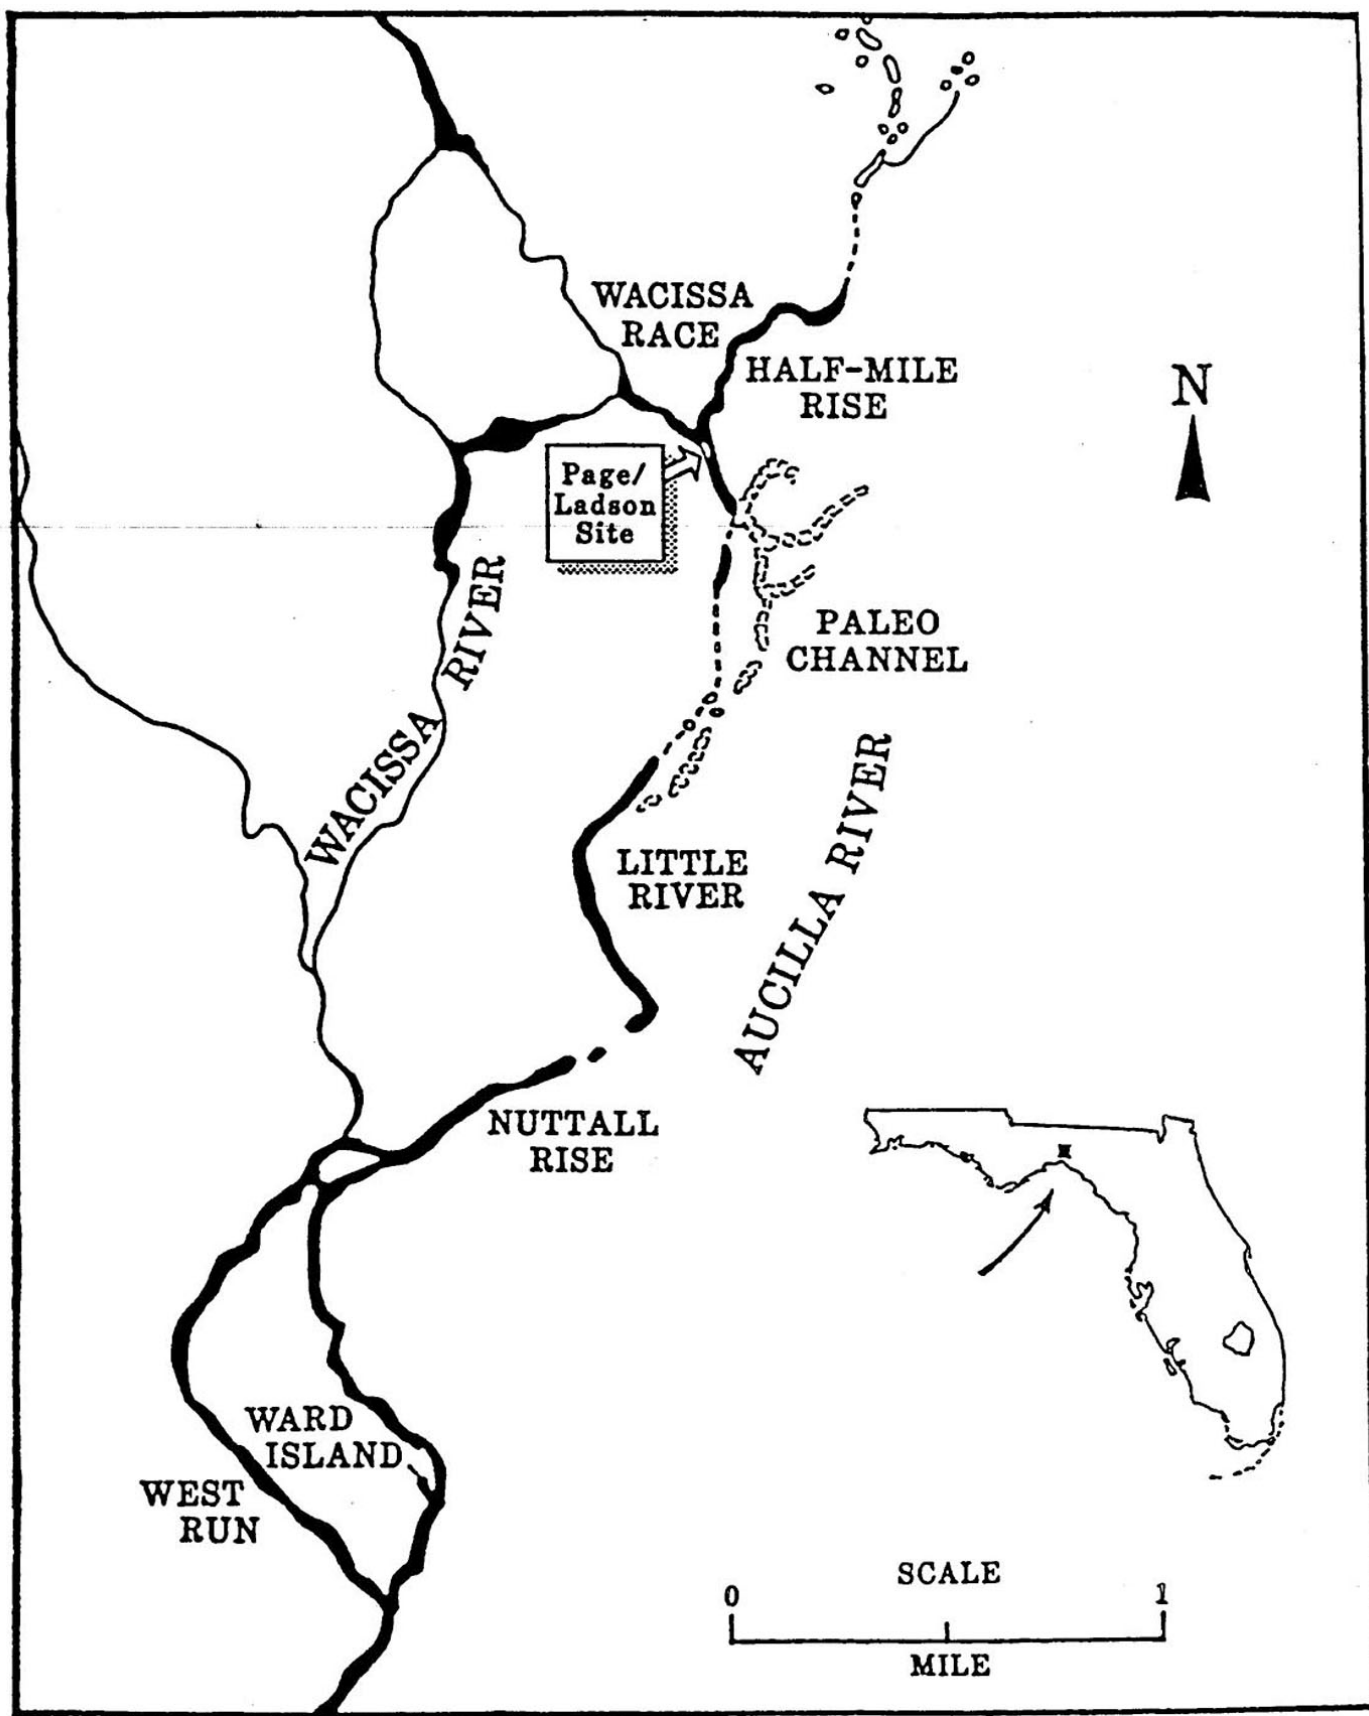 WACISSA
RACE
HALF-MILE
RISE
N
Page/
Ladson
Site
WACISSA RIVER
PALEO
CHANNEL
LITTLE
RIVER
AUCILLA RIVER
NUTTALL
RISE
WARD
ISLAND
WEST
RUN
SCALE
0 1
MILE